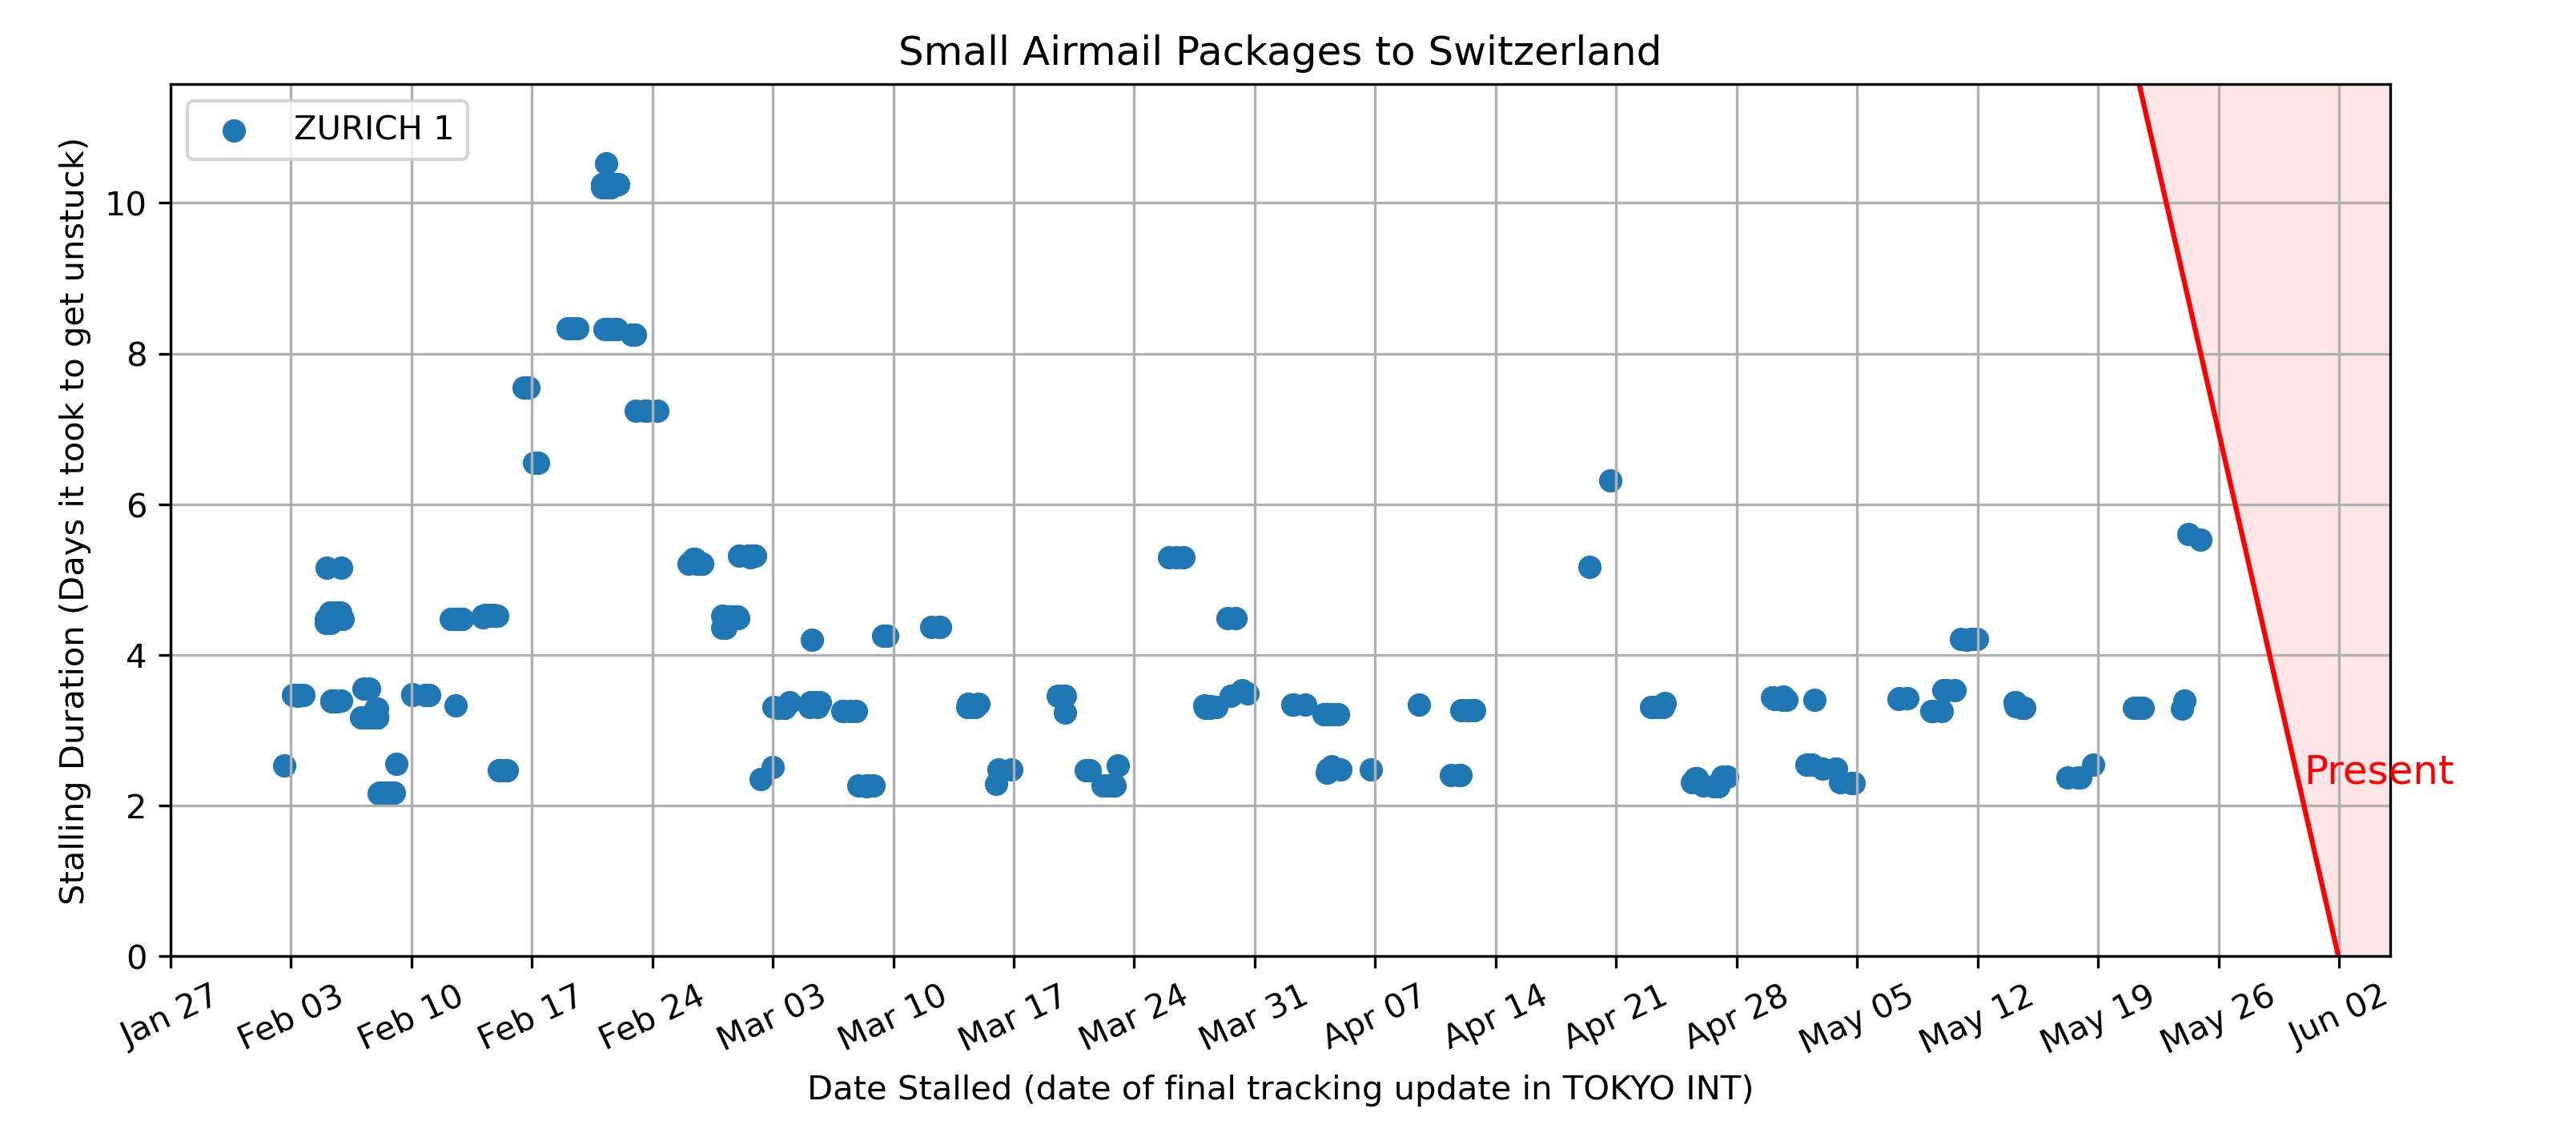 Small Airmail Packages to Switzerland
ZURICH 1
Stalling Duration (Days it took to get unstuck)
10
8
6
4
2
0
Present
Jan 27
Feb 03
Feb 10
Feb 17
Feb 24
Mar 03
Mar 10
Mar 17
Mar 24
Mar 31
Apr 07
Apr 14
Apr 21
Apr 28
May 05
May 12
May 19
May 26
Jun 02
Date Stalled (date of final tracking update in TOKYO INT)